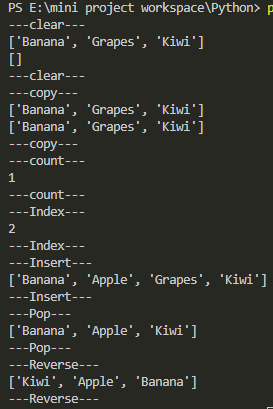 PS E:\mini project workspace\Python>
---clear---
['Banana', 'Grapes', 'Kiwi']
[]
---clear---
---copy---
['Banana', 'Grapes', 'Kiwi']
['Banana', 'Grapes', 'Kiwi']
---copy---
---count---
1
---count---
---Index---
2
---Index---
---Insert---
['Banana', 'Apple', 'Grapes', 'Kiwi']
---Insert---
---Pop---
['Banana', 'Apple', 'Kiwi']
---Pop---
---Reverse---
['Kiwi', 'Apple', 'Banana']
---Reverse---